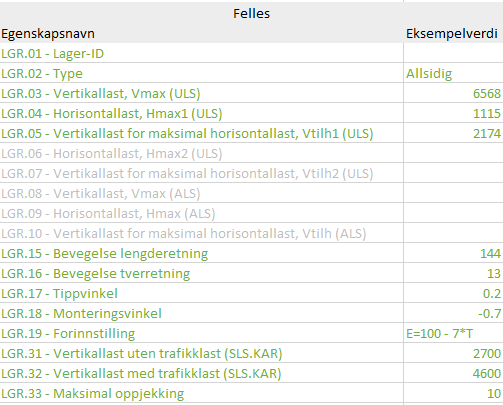 Felles
Egenskapsnavn Eksempelverdi
LGR.01 - Lager-ID
LGR.02 - Type Allsidig
LGR.03 - Vertikallast, Vmax (ULS) 6568
LGR.04 - Horisontallast, Hmax1 (ULS) 1115
LGR.05 - Vertikallast for maksimal horisontallast, Vtilh1 (ULS) 2174
LGR.06 - Horisontallast, Hmax2 (ULS)
LGR.07 - Vertikallast for maksimal horisontallast, Vtilh2 (ULS)
LGR.08 - Vertikallast, Vmax (ALS)
LGR.09 - Horisontallast, Hmax (ALS)
LGR.10 - Vertikallast for maksimal horisontallast, Vtilh (ALS)
LGR.15 - Bevegelse lengderetning 144
LGR.16 - Bevegelse tverretning 13
LGR.17 - Tippvinkel 0.2
LGR.18 - Monteringsvinkel -0.7
LGR.19 - Forinnstilling E=100 - 7*T
LGR.31 - Vertikallast uten trafikklast (SLS.KAR) 2700
LGR.32 - Vertikallast med trafikklast (SLS.KAR) 4600
LGR.33 - Maksimal oppjekking 10